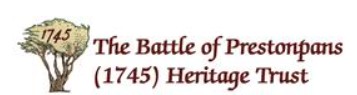 1745
The Battle of Prestonpans
(1745) Heritage Trust